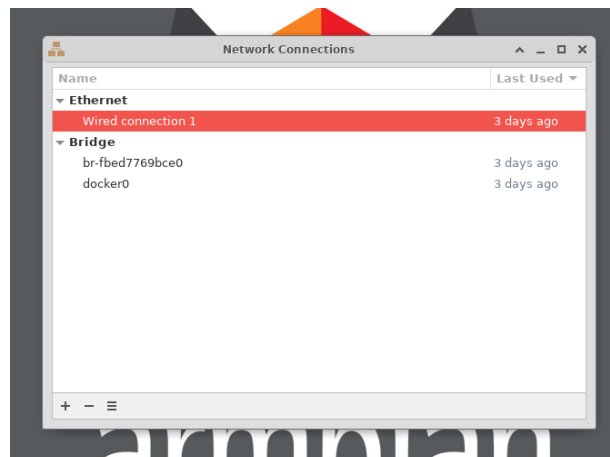 Network Connections
Name Last Used
Ethernet
Wired connection 1 3 days ago
Bridge
br-fbed7769bce0 3 days ago
docker0 3 days ago
armbian